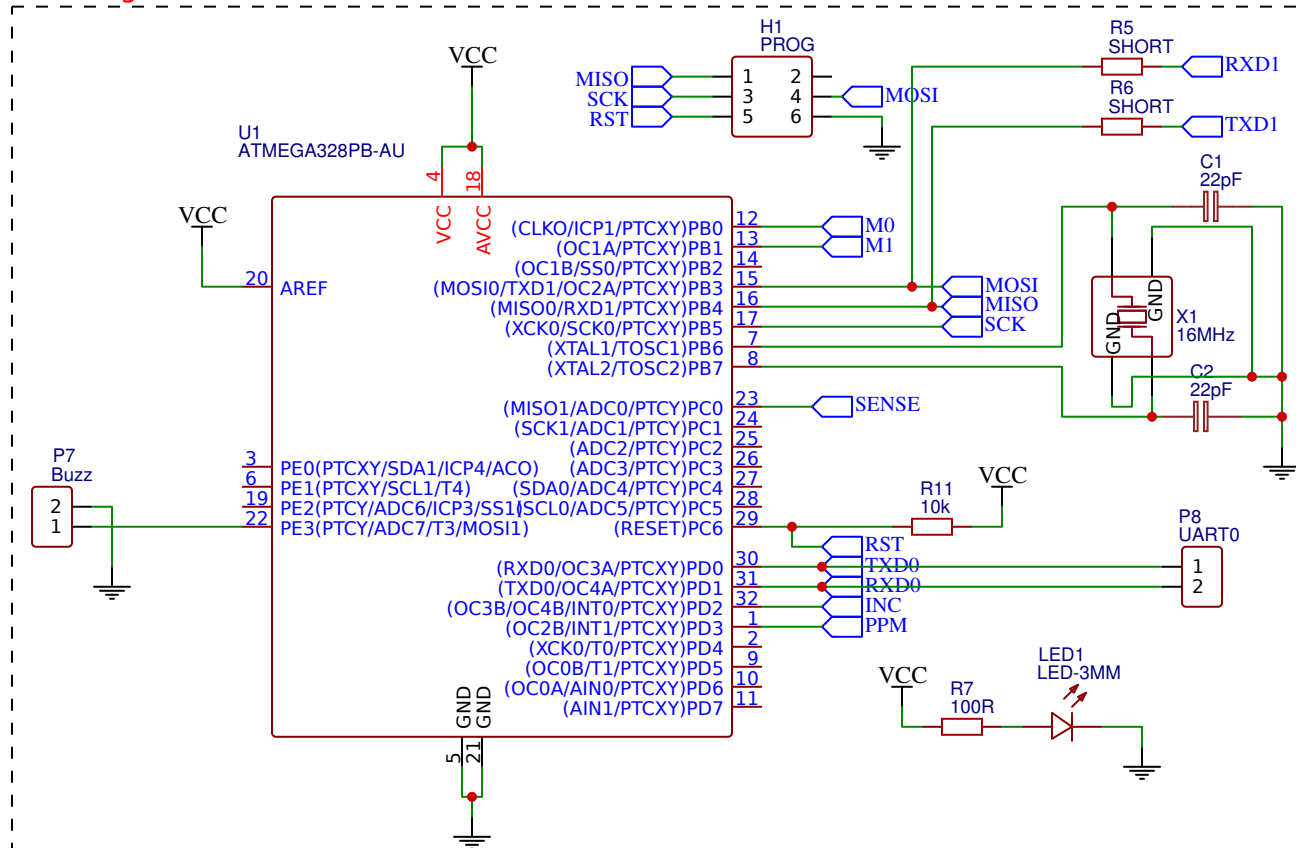 H1
PROG
MISO 1 2
SCK 3 4 MOSI
RST 5 6
R5
SHORT
RXD1
R6
SHORT
TXD1
VCC
U1
ATMEGA328PB-AU
4
18
VCC
AVCC
VCC
20 AREF
(CLKO/ICP1/PTCXY)PB0 12 M0
(OC1A/PTCXY)PB1 13 M1
(OC1B/SS0/PTCXY)PB2 14
(MOSI0/TXD1/OC2A/PTCXY)PB3 15 MOSI
(MISO0/RXD1/PTCXY)PB4 16 MISO
(XCK0/SCK0/PTCXY)PB5 17 SCK
(XTAL1/TOSC1)PB6 7
(XTAL2/TOSC2)PB7 8
C1
22pF
GND
GND
X1
16MHz
C2
22pF
(MISO1/ADC0/PTCY)PC0 23 SENSE
(SCK1/ADC1/PTCY)PC1 24
(ADC2/PTCY)PC2 25
(ADC3/PTCY)PC3 26
(SDA0/ADC4/PTCY)PC4 27
(SCL0/ADC5/PTCY)PC5 28
(RESET)PC6 29
3 PE0(PTCXY/SDA1/ICP4/ACO)
6 PE1(PTCXY/SCL1/T4)
19 PE2(PTCY/ADC6/ICP3/SS1)
22 PE3(PTCY/ADC7/T3/MOSI1)
P7
Buzz
2
1
R11
10k
VCC
RST
(RXD0/OC3A/PTCXY)PD0 30 TXD0
(TXD0/OC4A/PTCXY)PD1 31 RXD0
(OC3B/OC4B/INT0/PTCXY)PD2 32 INC
(OC2B/INT1/PTCXY)PD3 1 PPM
(XCK0/T0/PTCXY)PD4 2
(OC0B/T1/PTCXY)PD5 9
(OC0A/AIN0/PTCXY)PD6 10
(AIN1/PTCXY)PD7 11
P8
UART0
1
2
VCC
R7
100R
LED1
LED-3MM
GND
GND
5
21